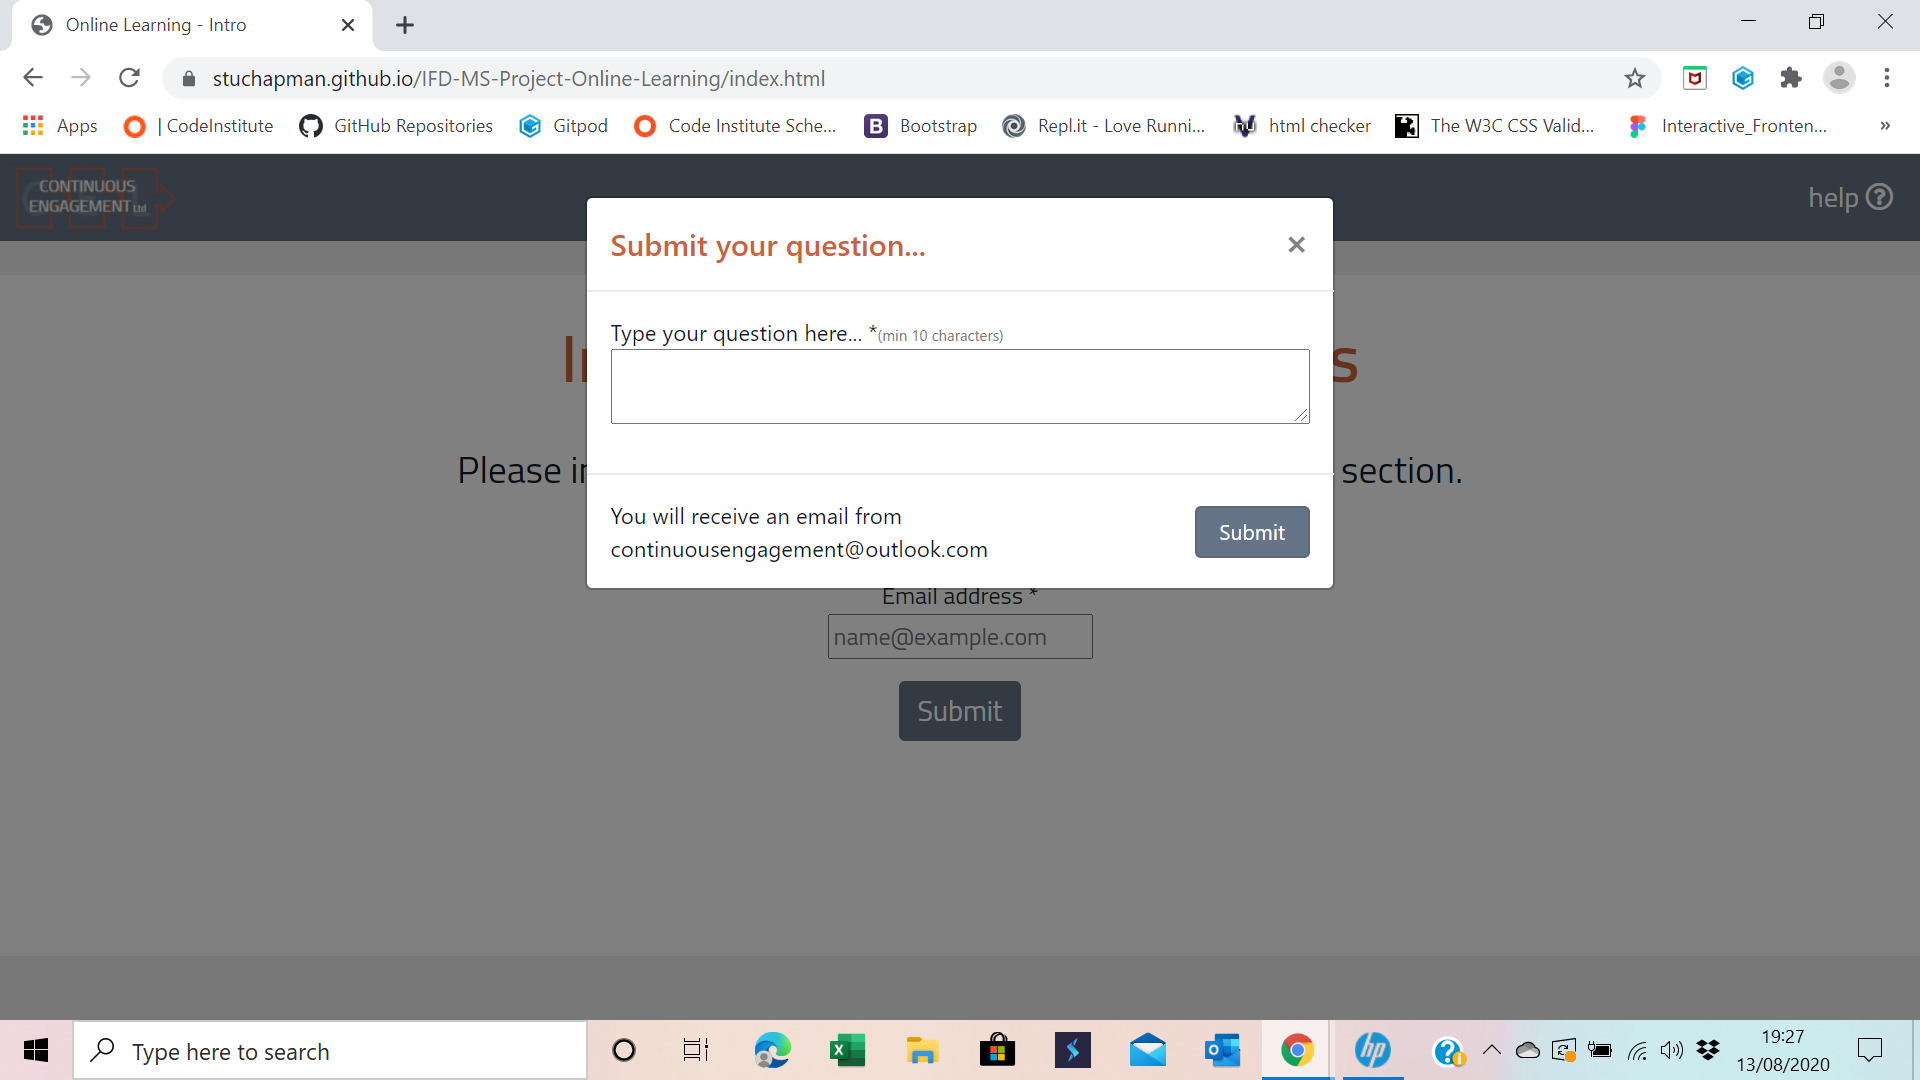 Online Learning - Intro
stuchapman.github.io/IFD-MS-Project-Online-Learning/index.html
Apps
| CodeInstitute
GitHub Repositories
Gitpod
Code Institute Sche...
B Bootstrap
Repl.it - Love Runni...
html checker
The W3C CSS Valid...
Interactive_Fronten...
»
CONTINUOUS
ENGAGEMENT Ltd
help ?
Submit your question...
Type your question here... *(min 10 characters)
Please
section.
You will receive an email from
continuousengagement@outlook.com
Submit
Email address *
name@example.com
Submit
Type here to search
hp
19:27
13/08/2020